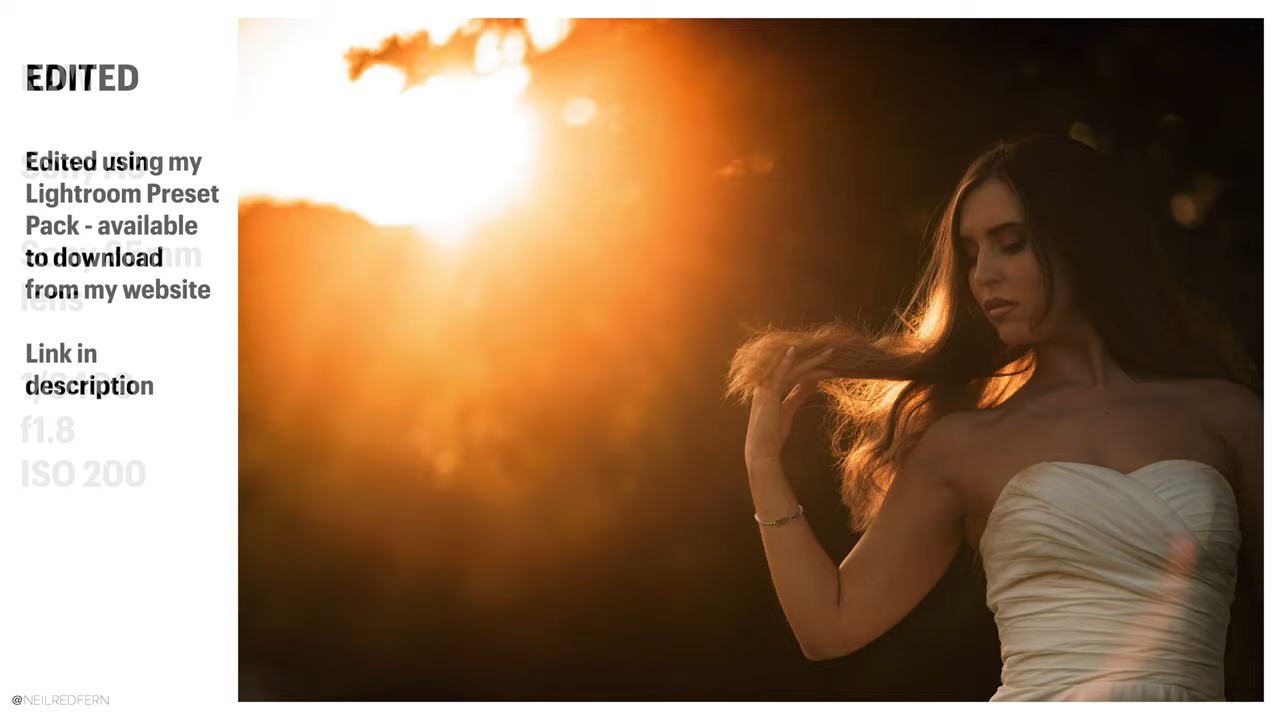 EDITED
Edited using my
Lightroom Preset
Pack - available
to download
from my website
Link in
description
f1.8
ISO 200
@NEILREDFERN